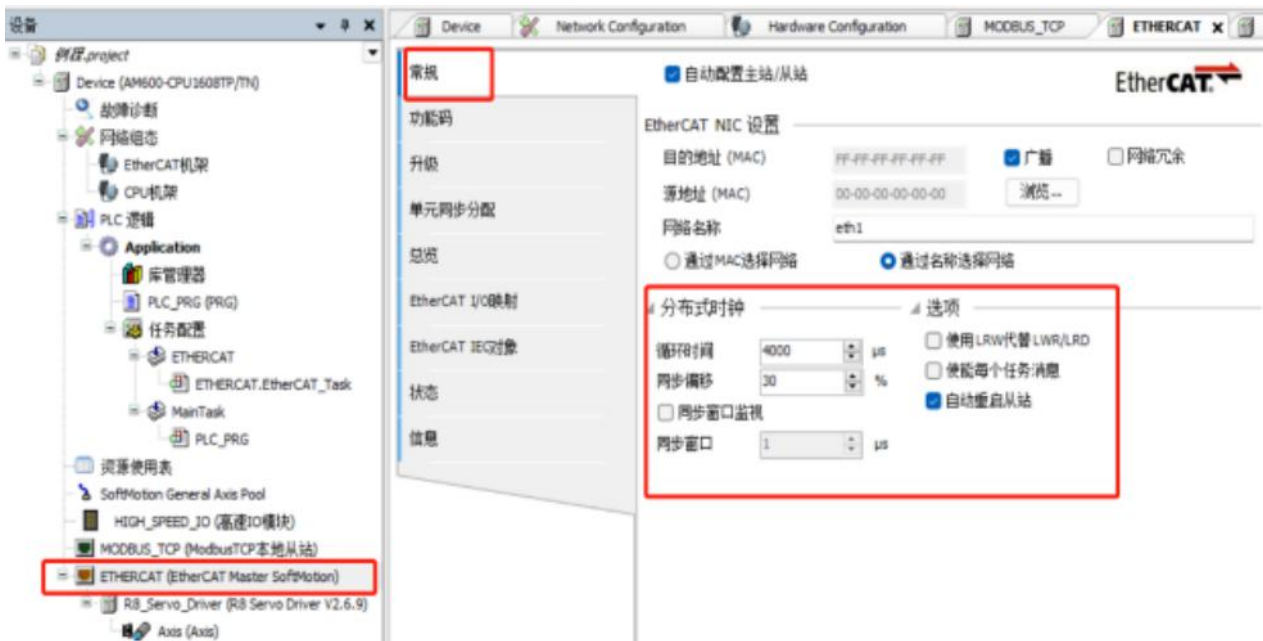 设备
例程.project
Device (AM600-CPU1608TP/TN)
故障诊断
网络组态
EtherCAT机架
CPU机架
PLC 逻辑
Application
库管理器
PLC_PRG (PRG)
任务配置
ETHERCAT
ETHERCAT.EtherCAT_Task
MainTask
PLC_PRG
资源使用表
SoftMotion General Axis Pool
HIGH_SPEED_IO (高速IO模块)
MODBUS_TCP (ModbusTCP本地从站)
ETHERCAT (EtherCAT Master SoftMotion)
R8_Servo_Driver (R8 Servo Driver V2.6.9)
Axis (Axis)
Device Network Configuration Hardware Configuration MODBUS_TCP ETHERCAT
常规
功能码
升级
单元同步分配
总览
EtherCAT I/O映射
EtherCAT IEC对象
状态
信息
自动配置主站/从站
EtherCAT
EtherCAT NIC 设置
目的地址 (MAC) FF-FF-FF-FF-FF-FF 广播 网络冗余
源地址 (MAC) 00-00-00-00-00-00 浏览...
网络名称 eth1
通过MAC选择网络 通过名称选择网络
分布式时钟 选项
循环时间 4000 µs 使用LRW代替LWR/LRD
同步偏移 30 % 使能每个任务消息
同步窗口监视 自动重启从站
同步窗口 1 µs